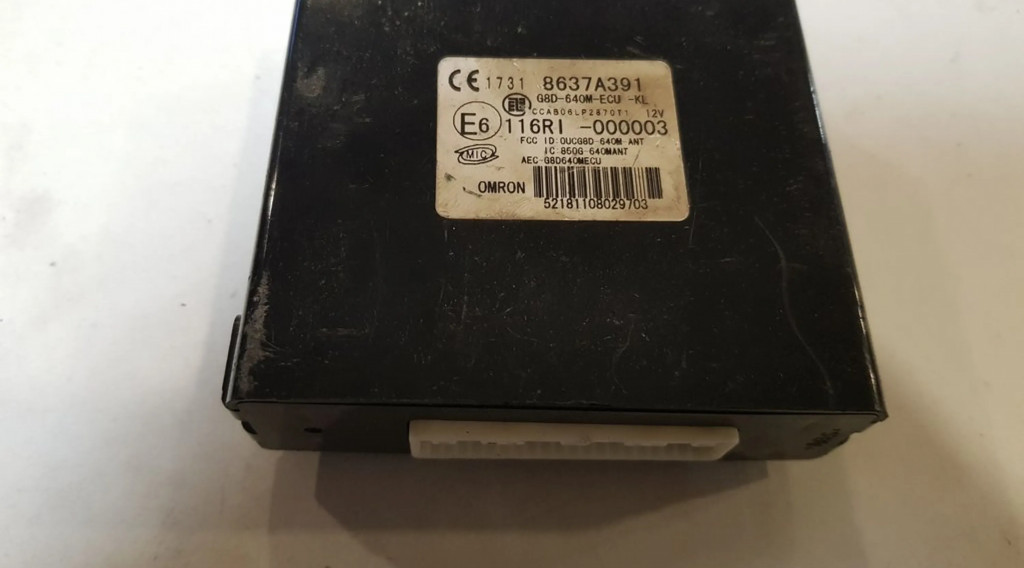 CE 1731 8637A391
G8D-640M-ECU -KL
CCAB06LP2870T1 12V
E6 116RI -000003
FCC ID:OUCG8D-640M-ANT
IC:850G-640MANT
MIC
AEC-G8D640MECU
OMRON
52181108029703